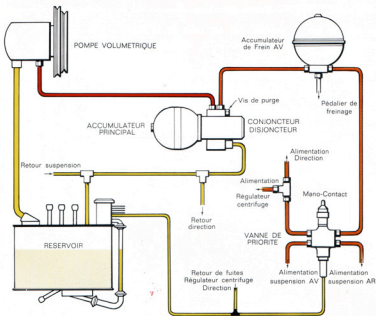 POMPE VOLUMETRIQUE
Accumulateur
de Frein AV
Vis de purge
Pédalier de
freinage
ACCUMULATEUR
PRINCIPAL
CONJONCTEUR
DISJONCTEUR
Alimentation
Direction
Retour suspension
Alimentation
Régulateur
centrifuge
Mano-Contact
Retour
direction
VANNE DE
PRIORITE
RESERVOIR
Retour de fuites
Régulateur centrifuge
Direction
Alimentation
suspension AV
Alimentation
suspension AR